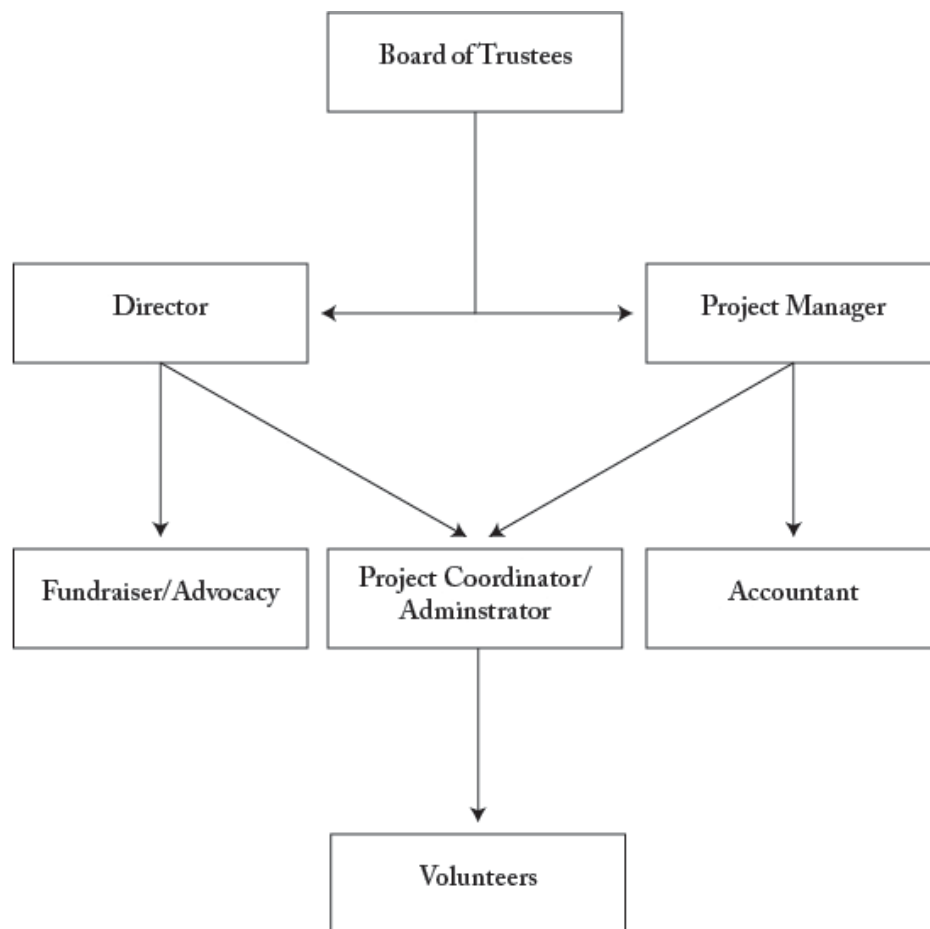 Board of Trustees
Director
Project Manager
Fundraiser/Advocacy
Project Coordinator/
Adminstrator
Accountant
Volunteers